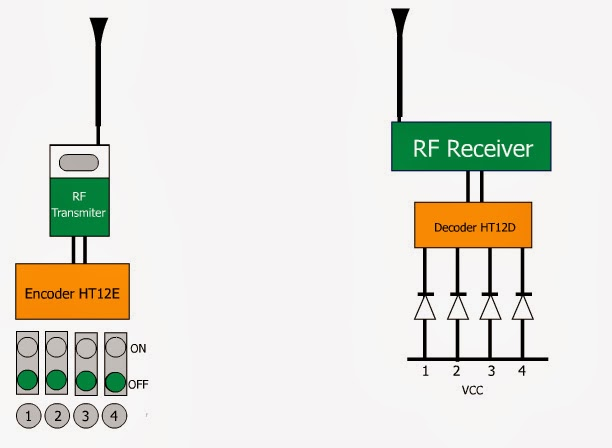 RF
Transmiter
Encoder HT12E
ON
OFF
1 2 3 4
RF Receiver
Decoder HT12D
1 2 3 4
VCC